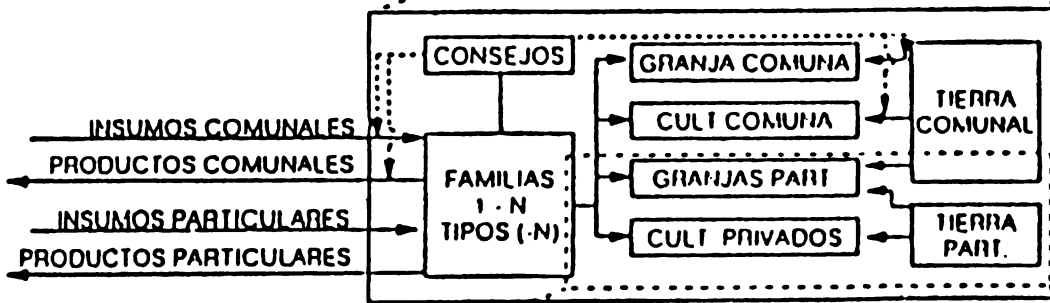 CONSEJOS
GRANJA COMUNA
CULT COMUNA
TIERRA
COMUNAL
INSUMOS COMUNALES
PRODUCTOS COMUNALES
INSUMOS PARTICULARES
PRODUCTOS PARTICULARES
FAMILIAS
1 - N
TIPOS (-N)
GRANJAS PART
CULT PRIVADOS
TIERRA
PART.